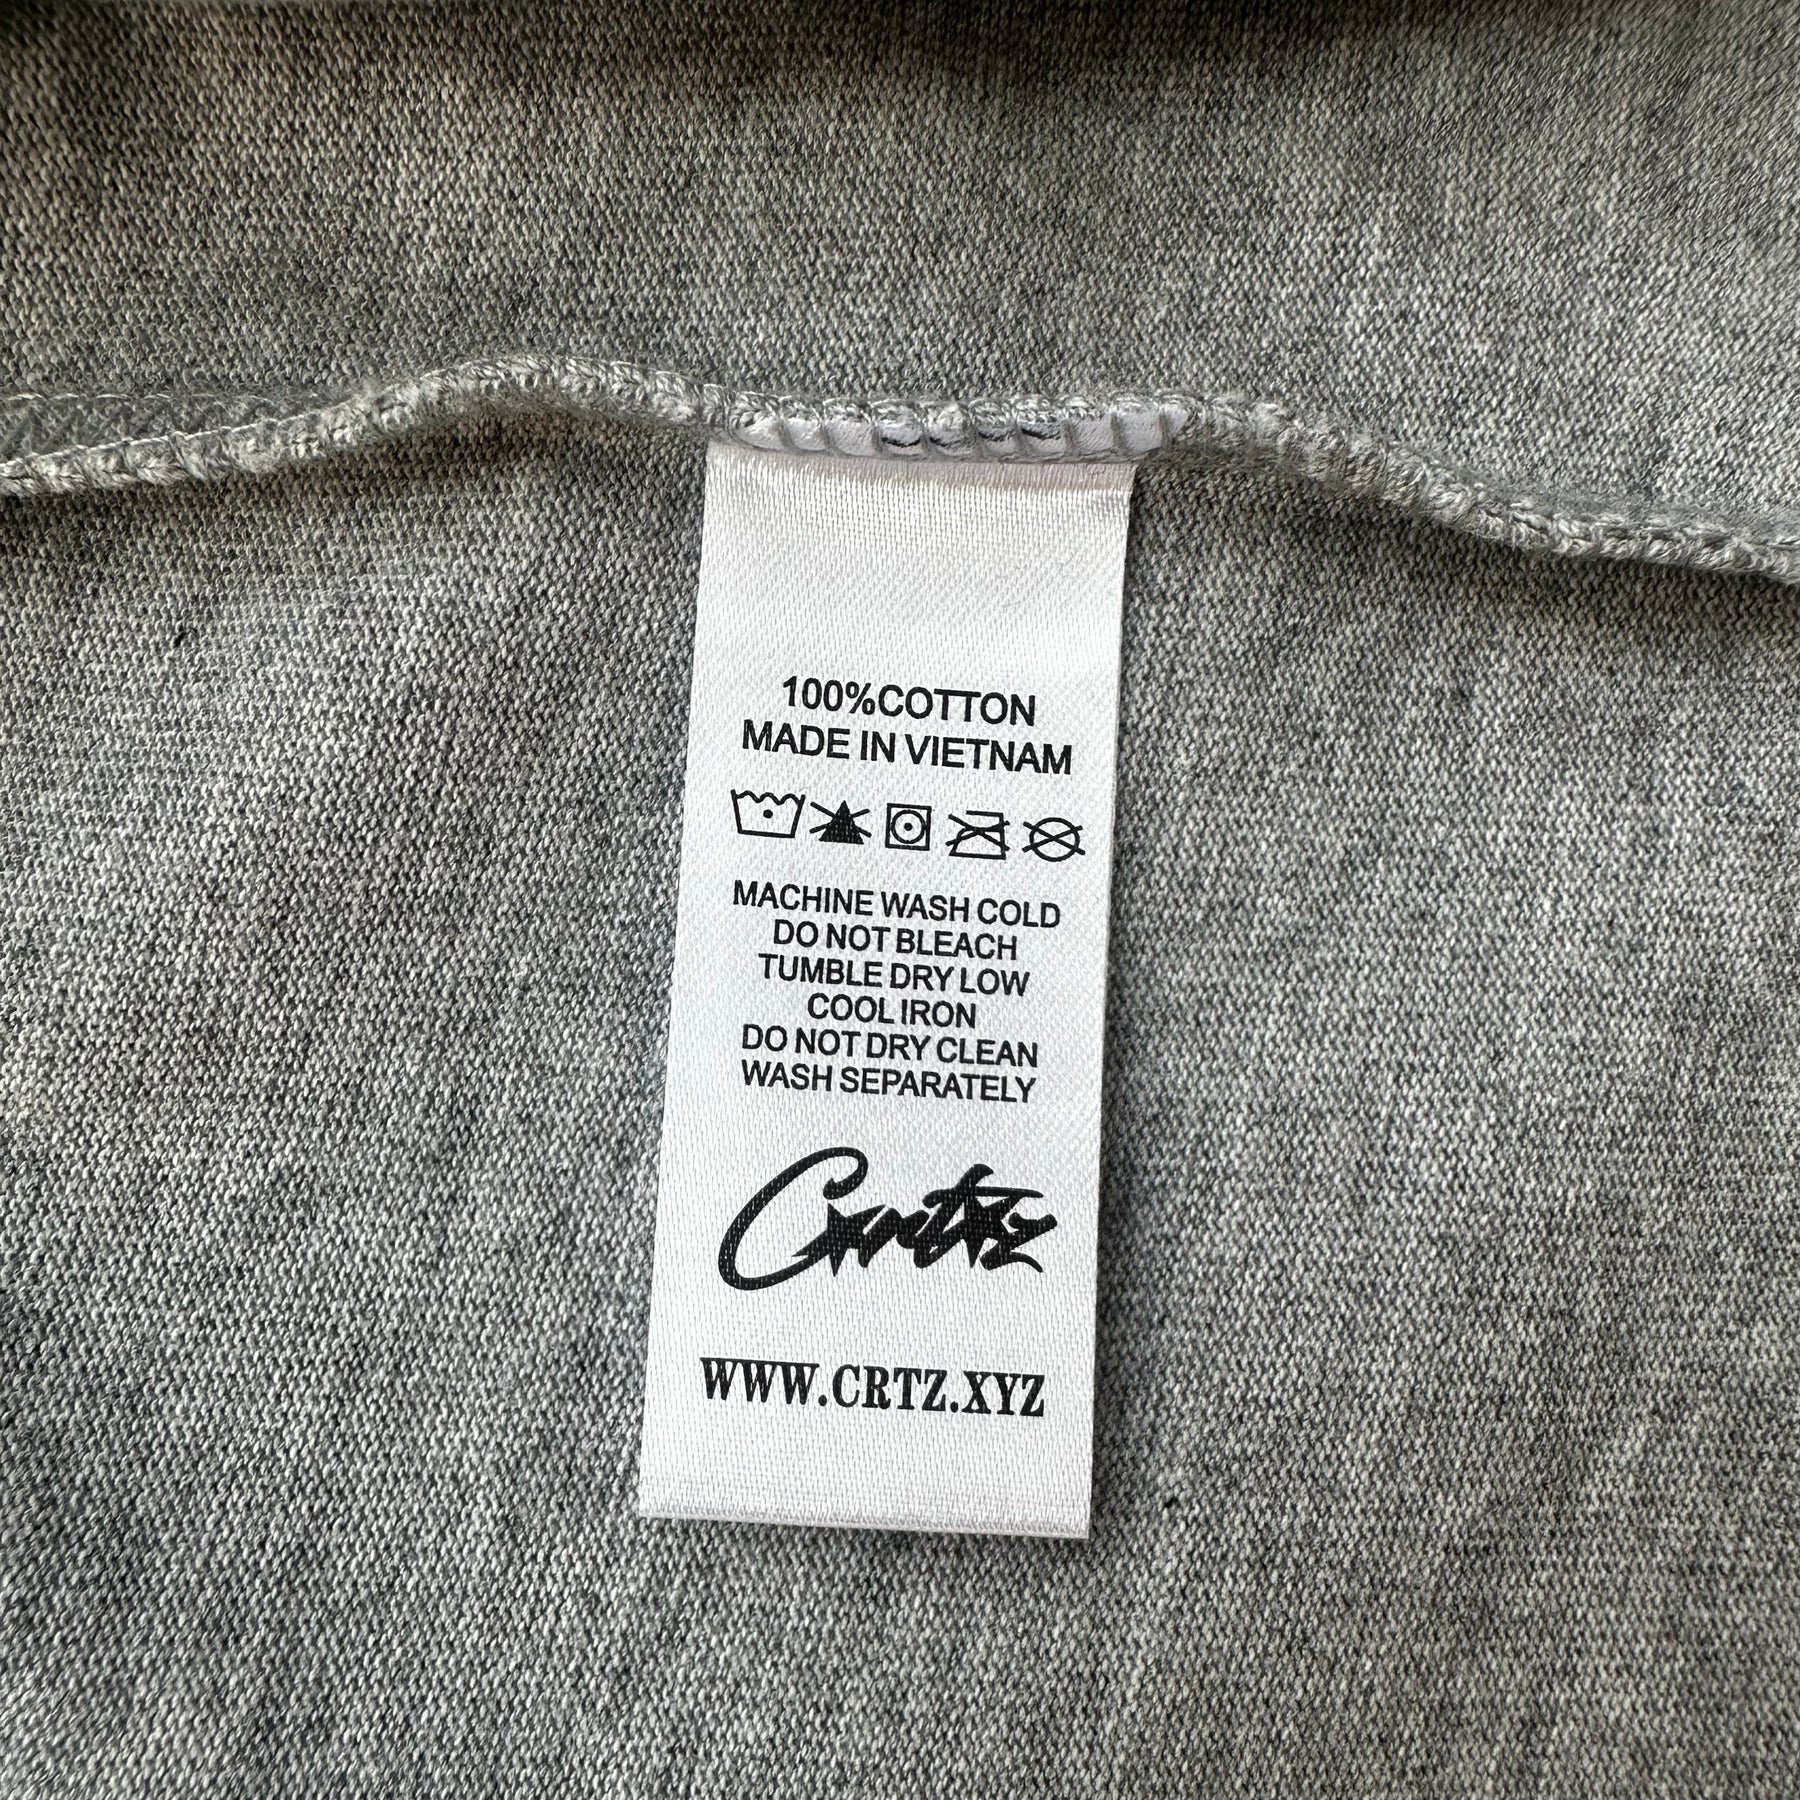 100%COTTON
MADE IN VIETNAM
MACHINE WASH COLD
DO NOT BLEACH
TUMBLE DRY LOW
COOL IRON
DO NOT DRY CLEAN
WASH SEPARATELY
Crtz
WWW.CRTZ.XYZ